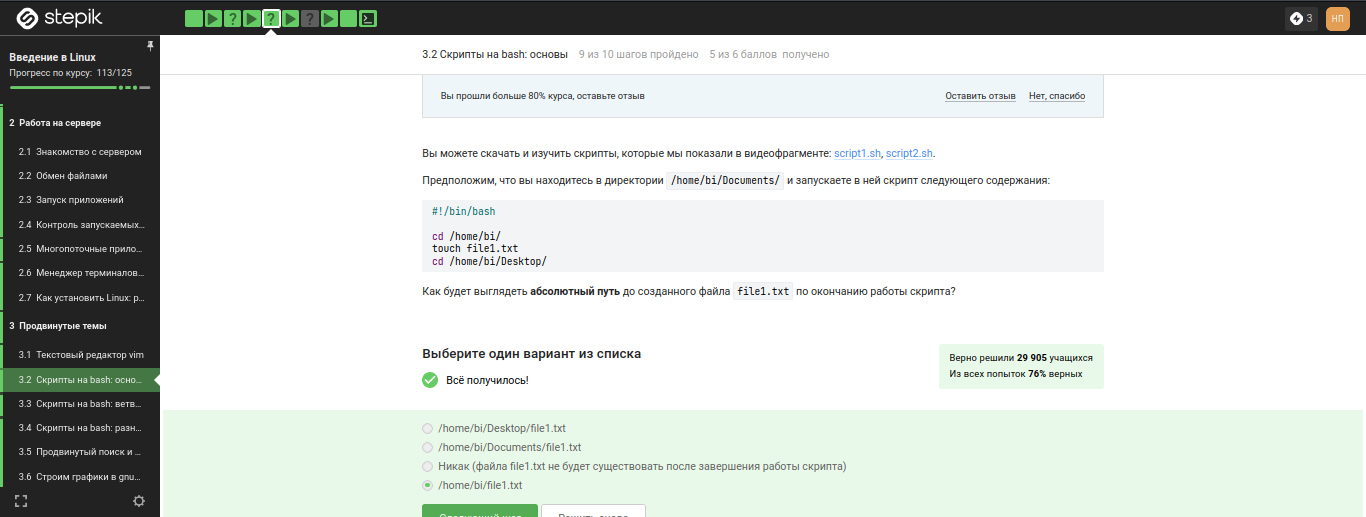 stepik
3
НП
Введение в Linux
Прогресс по курсу: 113/125
2 Работа на сервере
2.1 Знакомство с сервером
2.2 Обмен файлами
2.3 Запуск приложений
2.4 Контроль запускаемых...
2.5 Многопоточные прило...
2.6 Менеджер терминалов...
2.7 Как установить Linux: р...
3 Продвинутые темы
3.1 Текстовый редактор vim
3.2 Скрипты на bash: осно...
3.3 Скрипты на bash: ветв...
3.4 Скрипты на bash: разн...
3.5 Продвинутый поиск и ...
3.6 Строим графики в gnu...
3.2 Скрипты на bash: основы 9 из 10 шагов пройдено 5 из 6 баллов получено
Вы прошли больше 80% курса, оставьте отзыв Оставить отзыв Нет, спасибо
Вы можете скачать и изучить скрипты, которые мы показали в видеофрагменте: script1.sh, script2.sh.
Предположим, что вы находитесь в директории /home/bi/Documents/ и запускаете в ней скрипт следующего содержания:
#!/bin/bash
cd /home/bi/
touch file1.txt
cd /home/bi/Desktop/
Как будет выглядеть абсолютный путь до созданного файла file1.txt по окончанию работы скрипта?
Выберите один вариант из списка
Всё получилось!
Верно решили 29 905 учащихся
Из всех попыток 76% верных
/home/bi/Desktop/file1.txt
/home/bi/Documents/file1.txt
Никак (файла file1.txt не будет существовать после завершения работы скрипта)
/home/bi/file1.txt